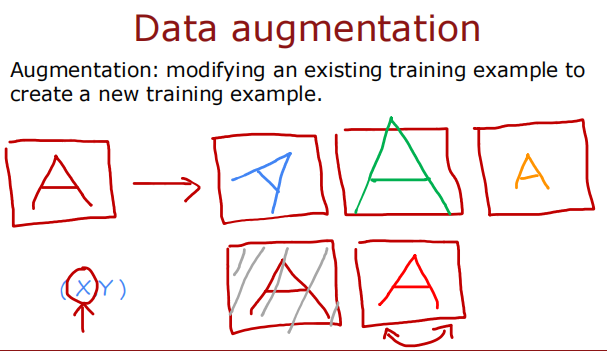 Data augmentation
Augmentation: modifying an existing training example to
create a new training example.
A
A
A
A
(X Y)
A
A